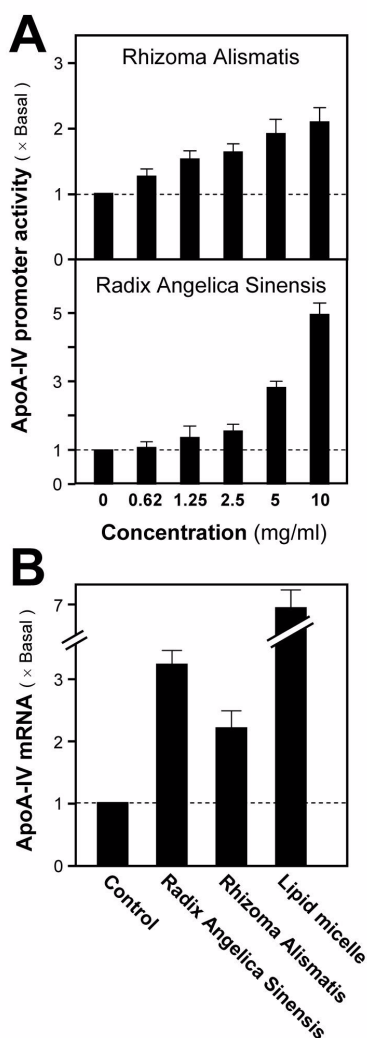 A
Rhizoma Alismatis
ApoA-IV promoter activity ( × Basal )
3
2
1
0
Radix Angelica Sinensis
5
3
1
0
0 0.62 1.25 2.5 5 10
Concentration (mg/ml)
B
ApoA-IV mRNA ( × Basal )
7
3
2
1
0
Control
Radix Angelica Sinensis
Rhizoma Alismatis
Lipid micelle